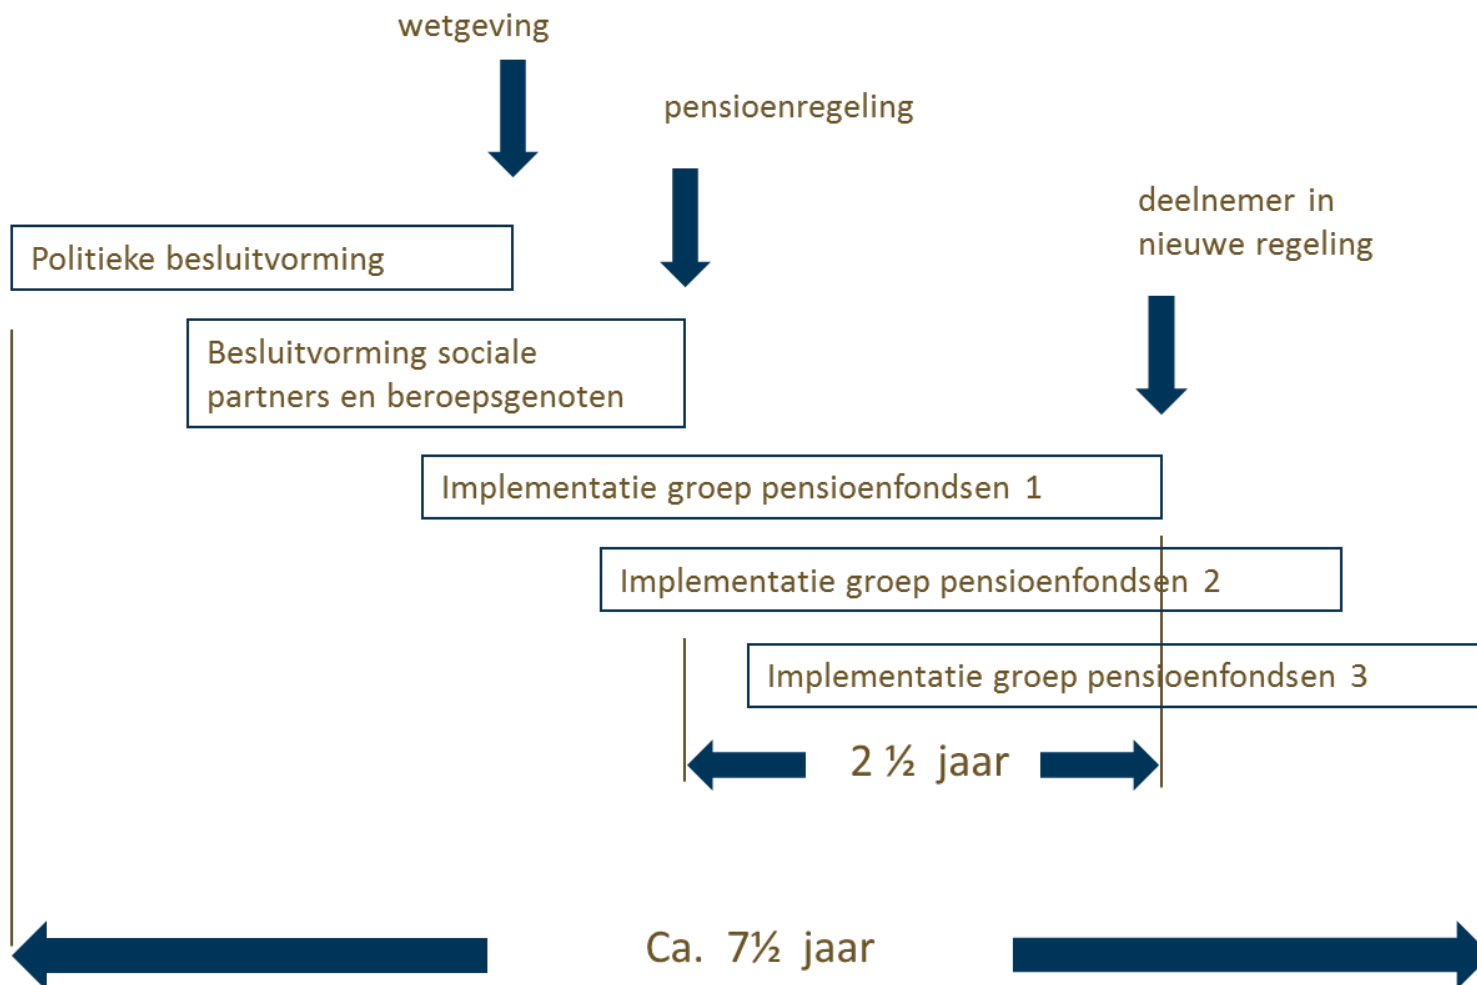 wetgeving
pensioenregeling
deelnemer in
nieuwe regeling
Politieke besluitvorming
Besluitvorming sociale
partners en beroepsgenoten
Implementatie groep pensioenfondsen 1
Implementatie groep pensioenfondsen 2
Implementatie groep pensioenfondsen 3
2 ½ jaar
Ca. 7½ jaar